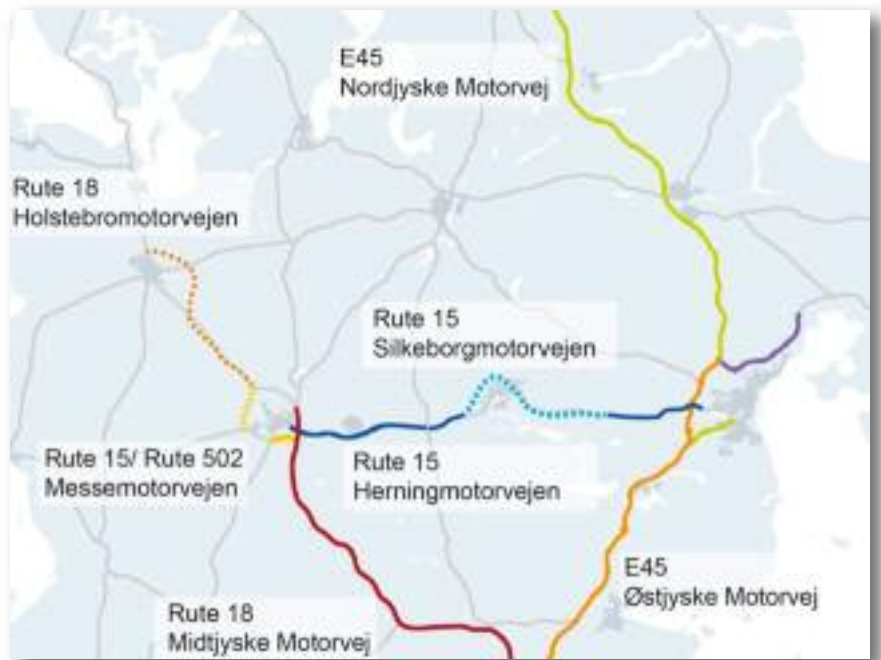 E45
Nordjyske Motorvej
Rute 18
Holstebromotorvejen
Rute 15
Silkeborgmotorvejen
Rute 15/ Rute 502
Messemotorvejen
Rute 15
Herningmotorvejen
E45
Østjyske Motorvej
Rute 18
Midtjyske Motorvej